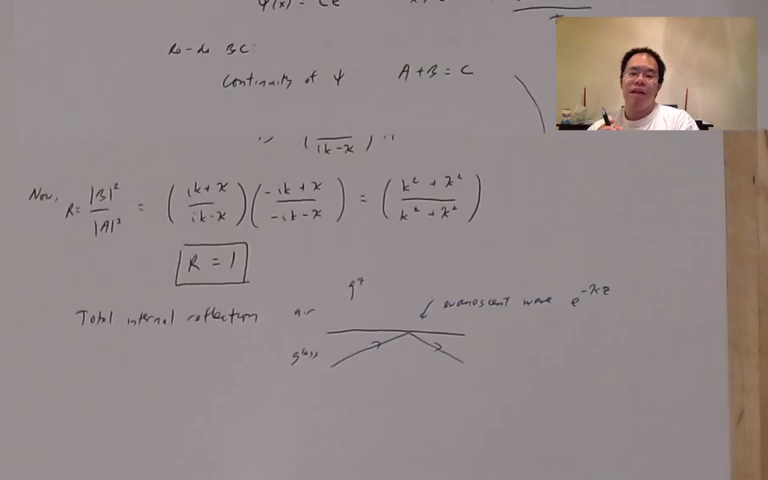 ψ(x) = Ce
Re-do BC:
Continuity of ψ A + B = C
(ik-ϰ)
Now, R = |B|²/|A|² = ((ik + ϰ)/(ik - ϰ)) ((-ik + ϰ)/(-ik - ϰ)) = ((k² + ϰ²)/(k² + ϰ²))
R = 1
Total internal reflection air evanescent wave e^{-ϰz}
glass